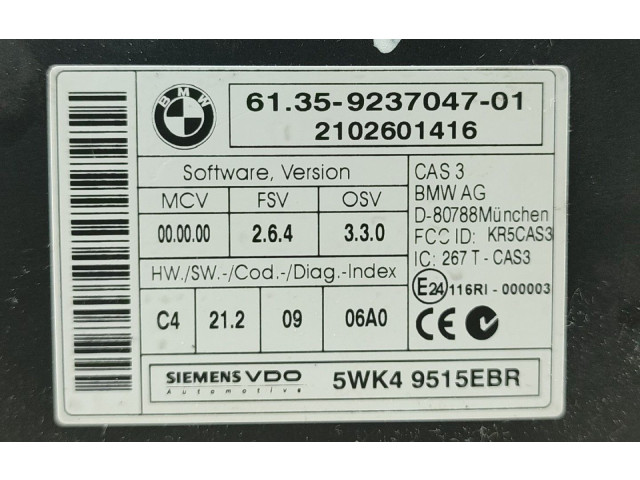 BMW
61.35-9237047-01
2102601416
Software, Version
MCV FSV OSV
00.00.00 2.6.4 3.3.0
HW./SW.-/Cod.-/Diag.-Index
C4 21.2 09 06A0
CAS 3
BMW AG
D-80788München
FCC ID: KR5CAS3
IC: 267 T - CAS3
E24 116RI - 000003
CE N
SIEMENS VDO
Automotive
5WK4 9515EBR